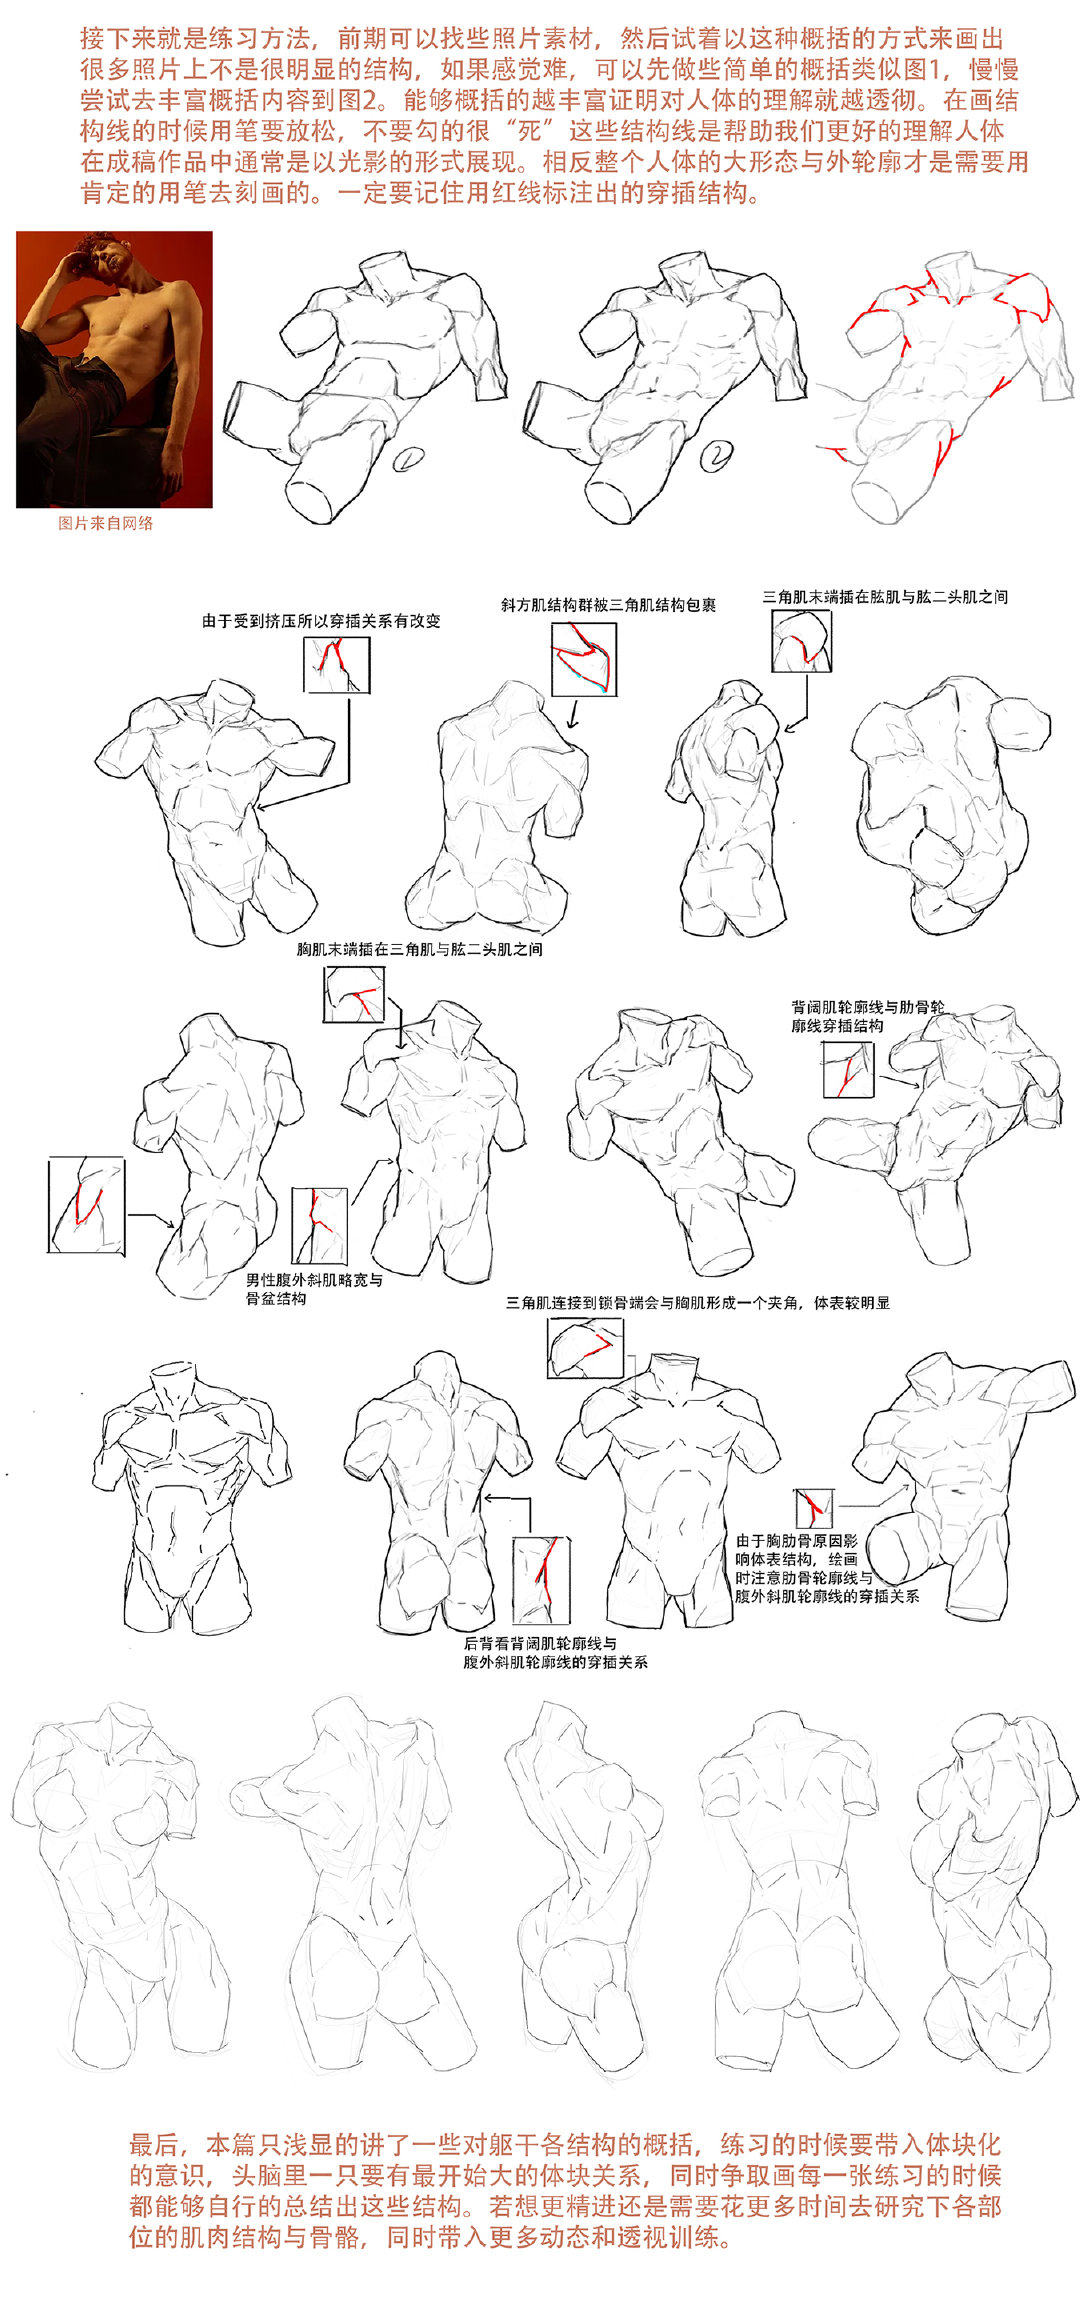 接下来就是练习方法，前期可以找些照片素材，然后试着以这种概括的方式来画出
很多照片上不是很明显的结构，如果感觉难，可以先做些简单的概括类似图1，慢慢
尝试去丰富概括内容到图2。能够概括的越丰富证明对人体的理解就越透彻。在画结
构线的时候用笔要放松，不要勾的很“死”这些结构线是帮助我们更好的理解人体
在成稿作品中通常是以光影的形式展现。相反整个人体的大形态与外轮廓才是需要用
肯定的用笔去刻画的。一定要记住用红线标注出的穿插结构。
1
2
图片来自网络
由于受到挤压所以穿插关系有改变
斜方肌结构群被三角肌结构包裹
三角肌末端插在肱肌与肱二头肌之间
胸肌末端插在三角肌与肱二头肌之间
背阔肌轮廓线与肋骨轮
廓线穿插结构
男性腹外斜肌略宽与
骨盆结构
三角肌连接到锁骨端会与胸肌形成一个夹角，体表较明显
由于胸肋骨原因影
响体表结构，绘画
时注意肋骨轮廓线与
腹外斜肌轮廓线的穿插关系
后背看背阔肌轮廓线与
腹外斜肌轮廓线的穿插关系
最后，本篇只浅显的讲了一些对躯干各结构的概括，练习的时候要带入体块化
的意识，头脑里一只要有最开始大的体块关系，同时争取画每一张练习的时候
都能够自行的总结出这些结构。若想更精进还是需要花更多时间去研究下各部
位的肌肉结构与骨骼，同时带入更多动态和透视训练。